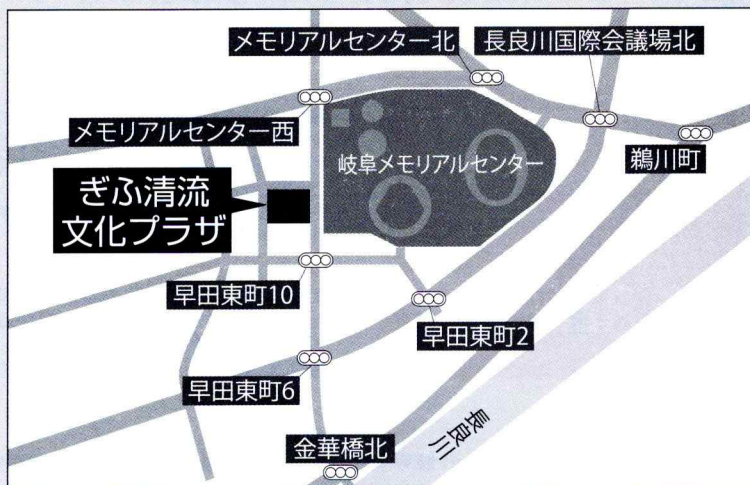 メモリアルセンター北
長良川国際会議場北
メモリアルセンター西
鵜川町
岐阜メモリアルセンター
ぎふ清流
文化プラザ
早田東町10
早田東町2
早田東町6
金華橋北
長良川